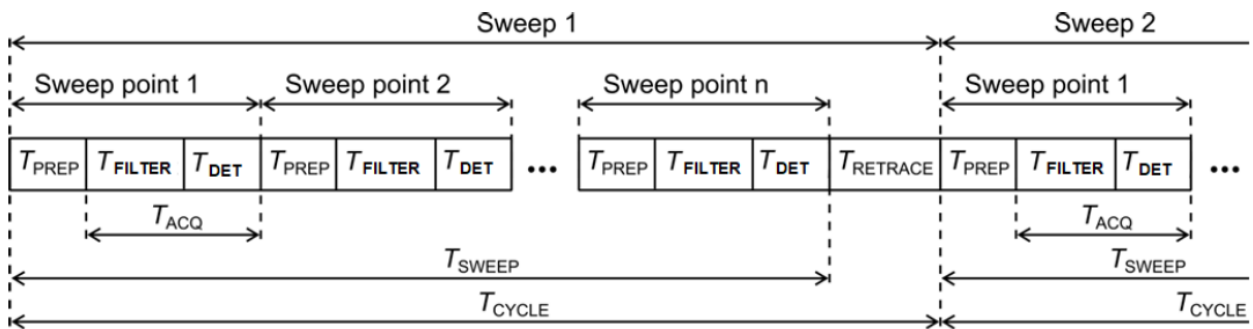 Sweep 1 Sweep 2
Sweep point 1 Sweep point 2 Sweep point n Sweep point 1
TPREP TFILTER TDET TPREP TFILTER TDET ••• TPREP TFILTER TDET TRETRACE TPREP TFILTER TDET •••
TACQ TACQ
TSWEEP TSWEEP
TCYCLE TCYCLE